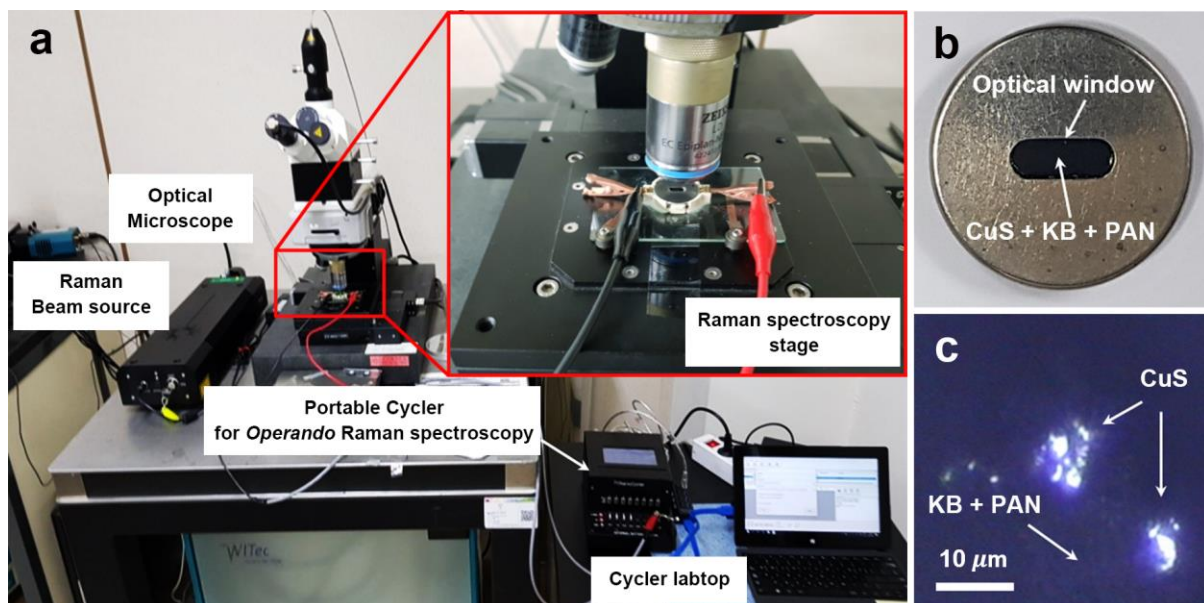 a
Optical
Microscope
Raman
Beam source
ZEISS
EC Epiplan
Raman spectroscopy
stage
Portable Cycler
for Operando Raman spectroscopy
WITec
Cycler labtop
b
Optical window
CuS + KB + PAN
c
CuS
KB + PAN
10 μm